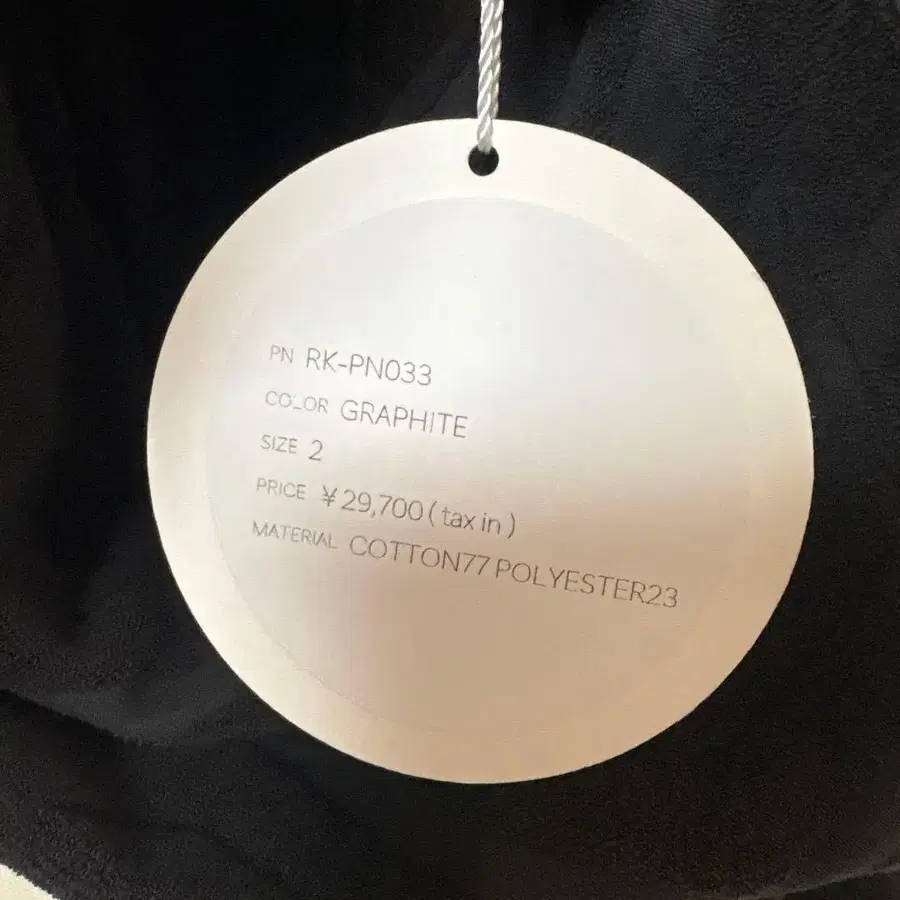 PN RK-PN033
COLOR GRAPHITE
SIZE 2
PRICE ¥29,700(tax in)
MATERIAL COTTON77 POLYESTER23